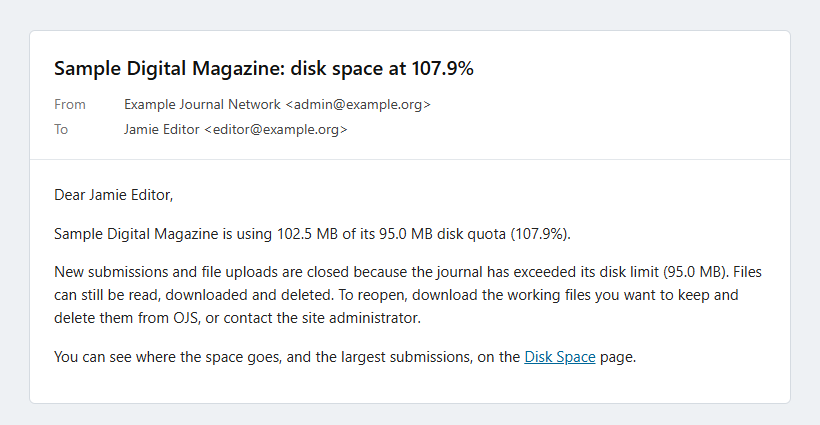 Sample Digital Magazine: disk space at 107.9%
From Example Journal Network <admin@example.org>
To Jamie Editor <editor@example.org>
Dear Jamie Editor,
Sample Digital Magazine is using 102.5 MB of its 95.0 MB disk quota (107.9%).
New submissions and file uploads are closed because the journal has exceeded its disk limit (95.0 MB). Files
can still be read, downloaded and deleted. To reopen, download the working files you want to keep and
delete them from OJS, or contact the site administrator.
You can see where the space goes, and the largest submissions, on the Disk Space page.